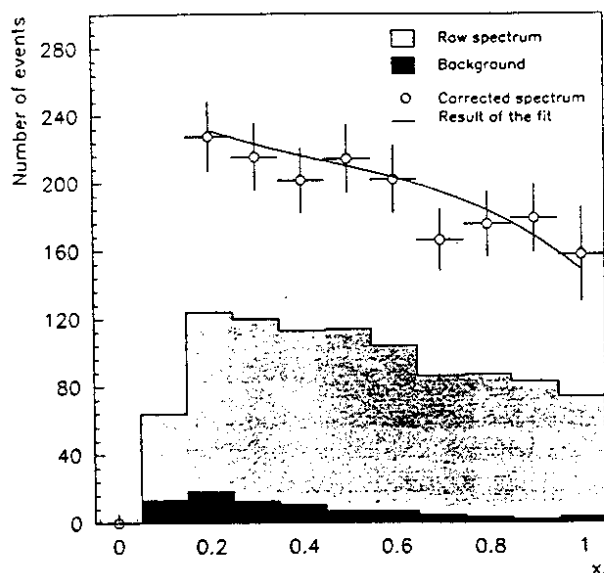 Number of events
280
240
200
160
120
80
40
0
Raw spectrum
Background
Corrected spectrum
Result of the fit
0 0.2 0.4 0.6 0.8 1
x